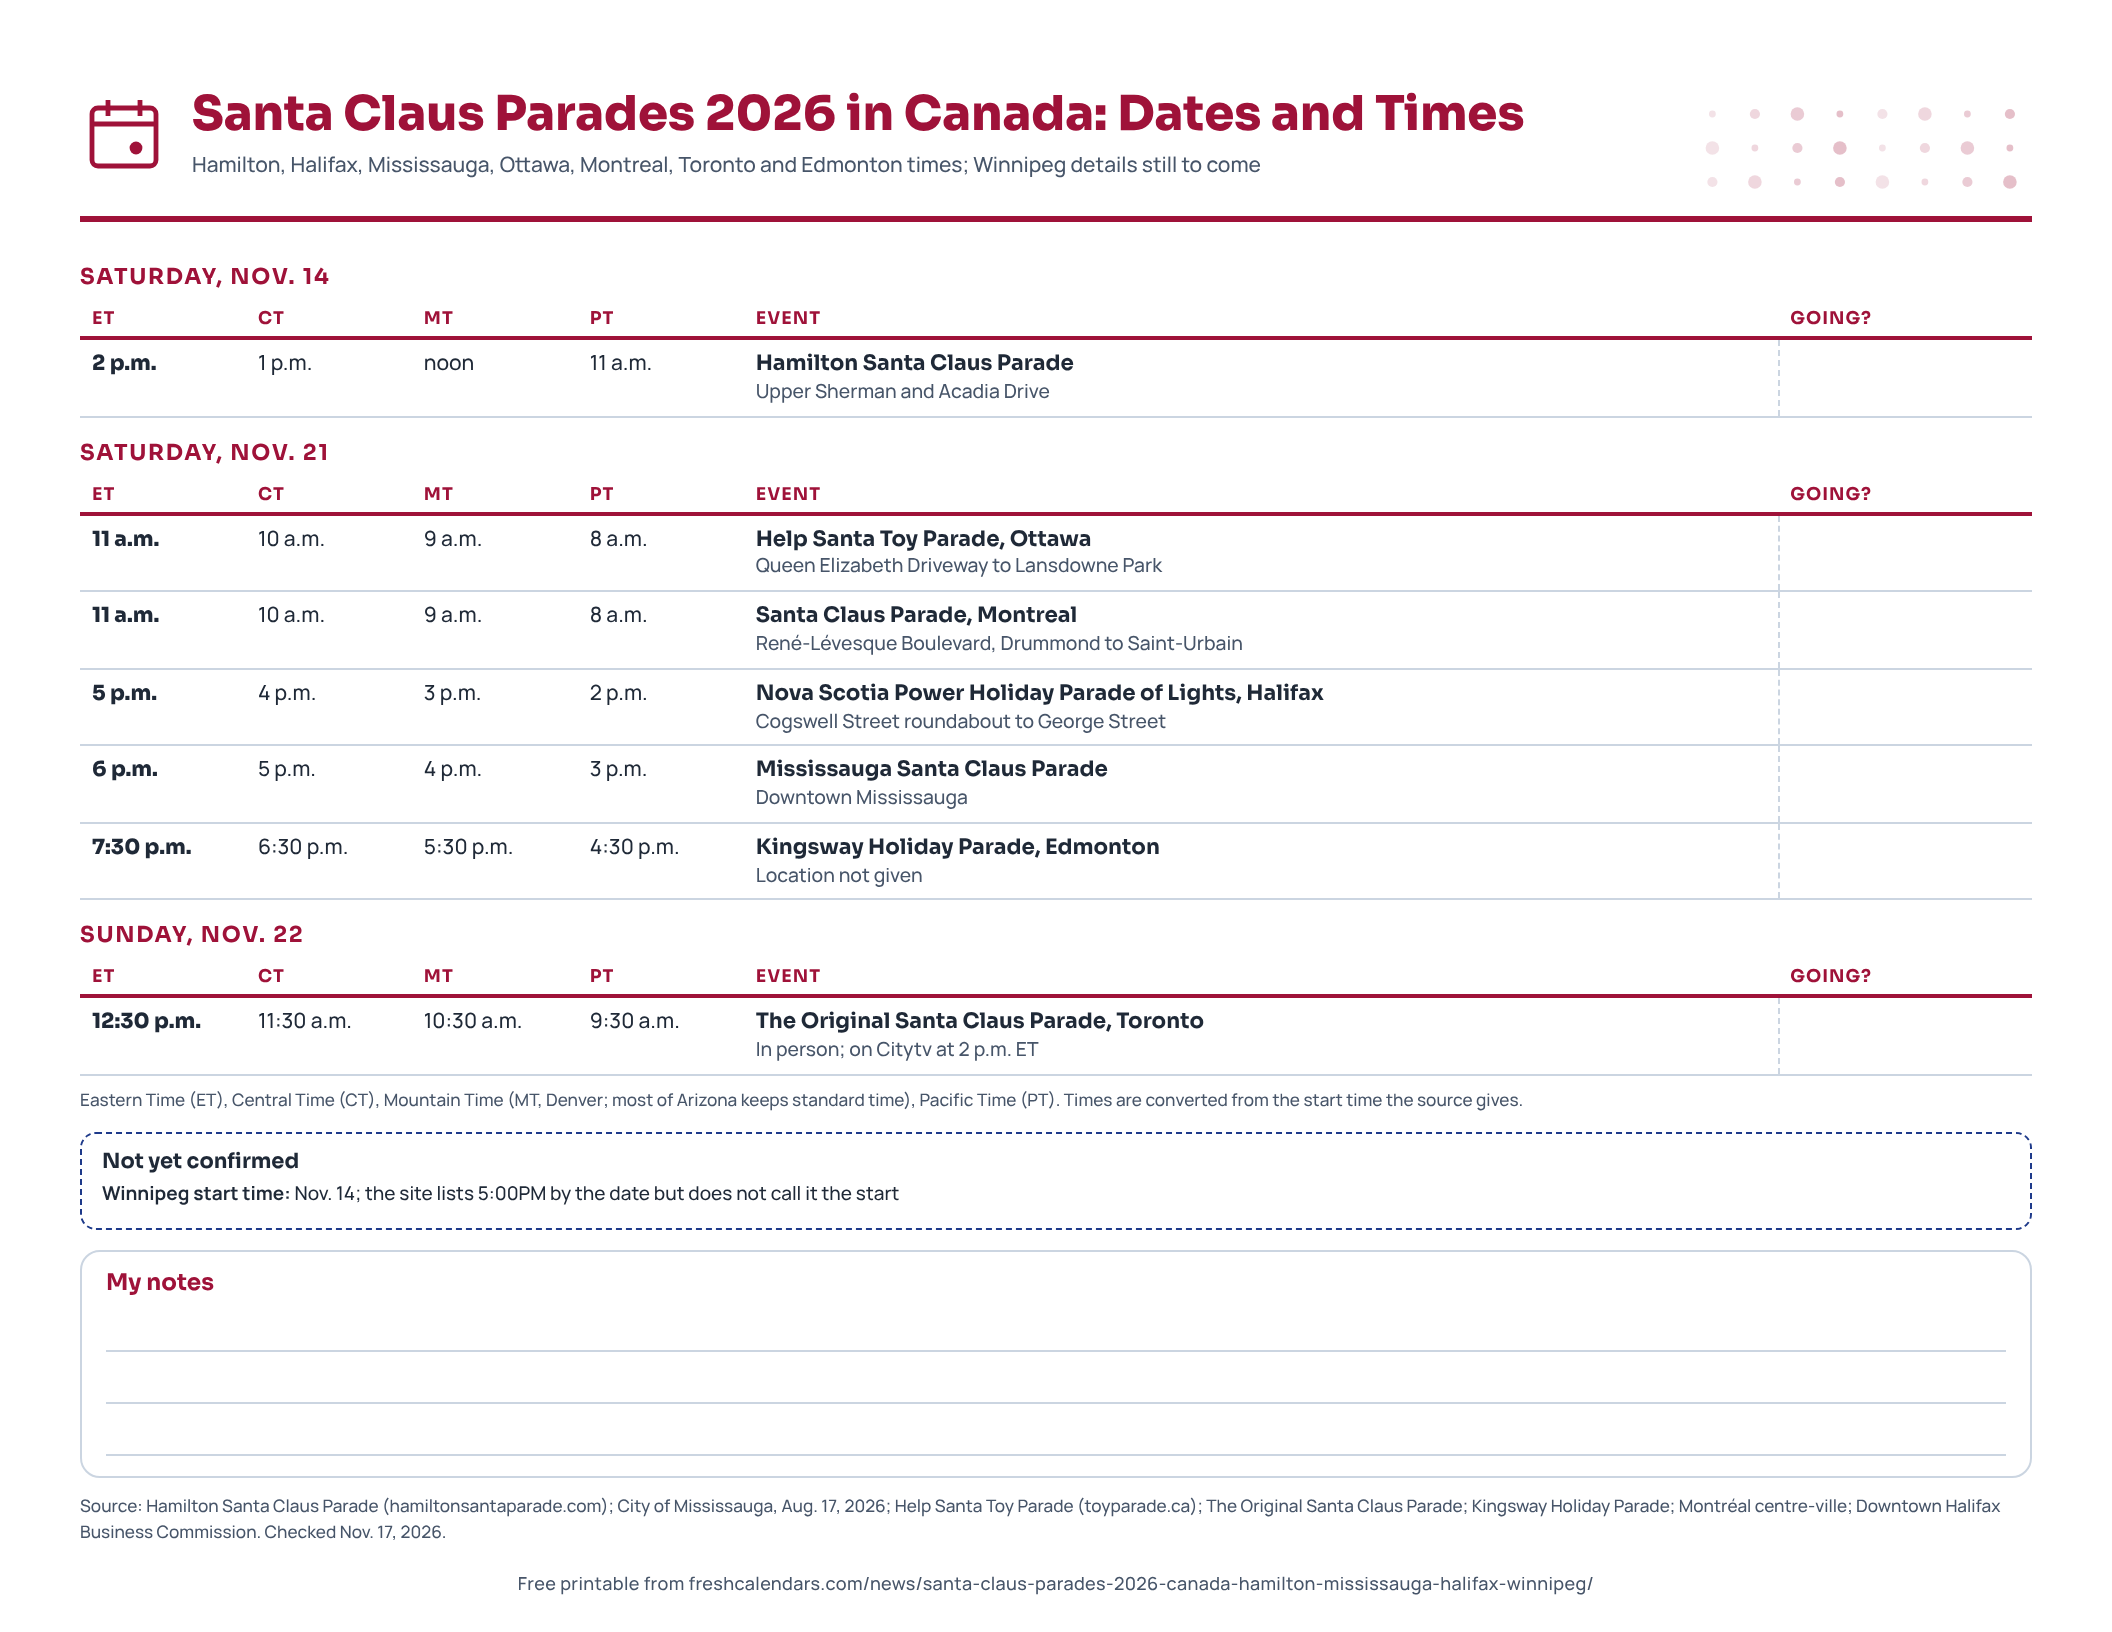 Santa Claus Parades 2026 in Canada: Dates and Times
Hamilton, Halifax, Mississauga, Ottawa, Montreal, Toronto and Edmonton times; Winnipeg details still to come
SATURDAY, NOV. 14
ET CT MT PT EVENT GOING?
2 p.m. 1 p.m. noon 11 a.m. Hamilton Santa Claus Parade
Upper Sherman and Acadia Drive
SATURDAY, NOV. 21
ET CT MT PT EVENT GOING?
11 a.m. 10 a.m. 9 a.m. 8 a.m. Help Santa Toy Parade, Ottawa
Queen Elizabeth Driveway to Lansdowne Park
11 a.m. 10 a.m. 9 a.m. 8 a.m. Santa Claus Parade, Montreal
René-Lévesque Boulevard, Drummond to Saint-Urbain
5 p.m. 4 p.m. 3 p.m. 2 p.m. Nova Scotia Power Holiday Parade of Lights, Halifax
Cogswell Street roundabout to George Street
6 p.m. 5 p.m. 4 p.m. 3 p.m. Mississauga Santa Claus Parade
Downtown Mississauga
7:30 p.m. 6:30 p.m. 5:30 p.m. 4:30 p.m. Kingsway Holiday Parade, Edmonton
Location not given
SUNDAY, NOV. 22
ET CT MT PT EVENT GOING?
12:30 p.m. 11:30 a.m. 10:30 a.m. 9:30 a.m. The Original Santa Claus Parade, Toronto
In person; on Citytv at 2 p.m. ET
Eastern Time (ET), Central Time (CT), Mountain Time (MT, Denver; most of Arizona keeps standard time), Pacific Time (PT). Times are converted from the start time the source gives.
Not yet confirmed
Winnipeg start time: Nov. 14; the site lists 5:00PM by the date but does not call it the start
My notes
Source: Hamilton Santa Claus Parade (hamiltonsantaparade.com); City of Mississauga, Aug. 17, 2026; Help Santa Toy Parade (toyparade.ca); The Original Santa Claus Parade; Kingsway Holiday Parade; Montréal centre-ville; Downtown Halifax
Business Commission. Checked Nov. 17, 2026.
Free printable from freshcalendars.com/news/santa-claus-parades-2026-canada-hamilton-mississauga-halifax-winnipeg/